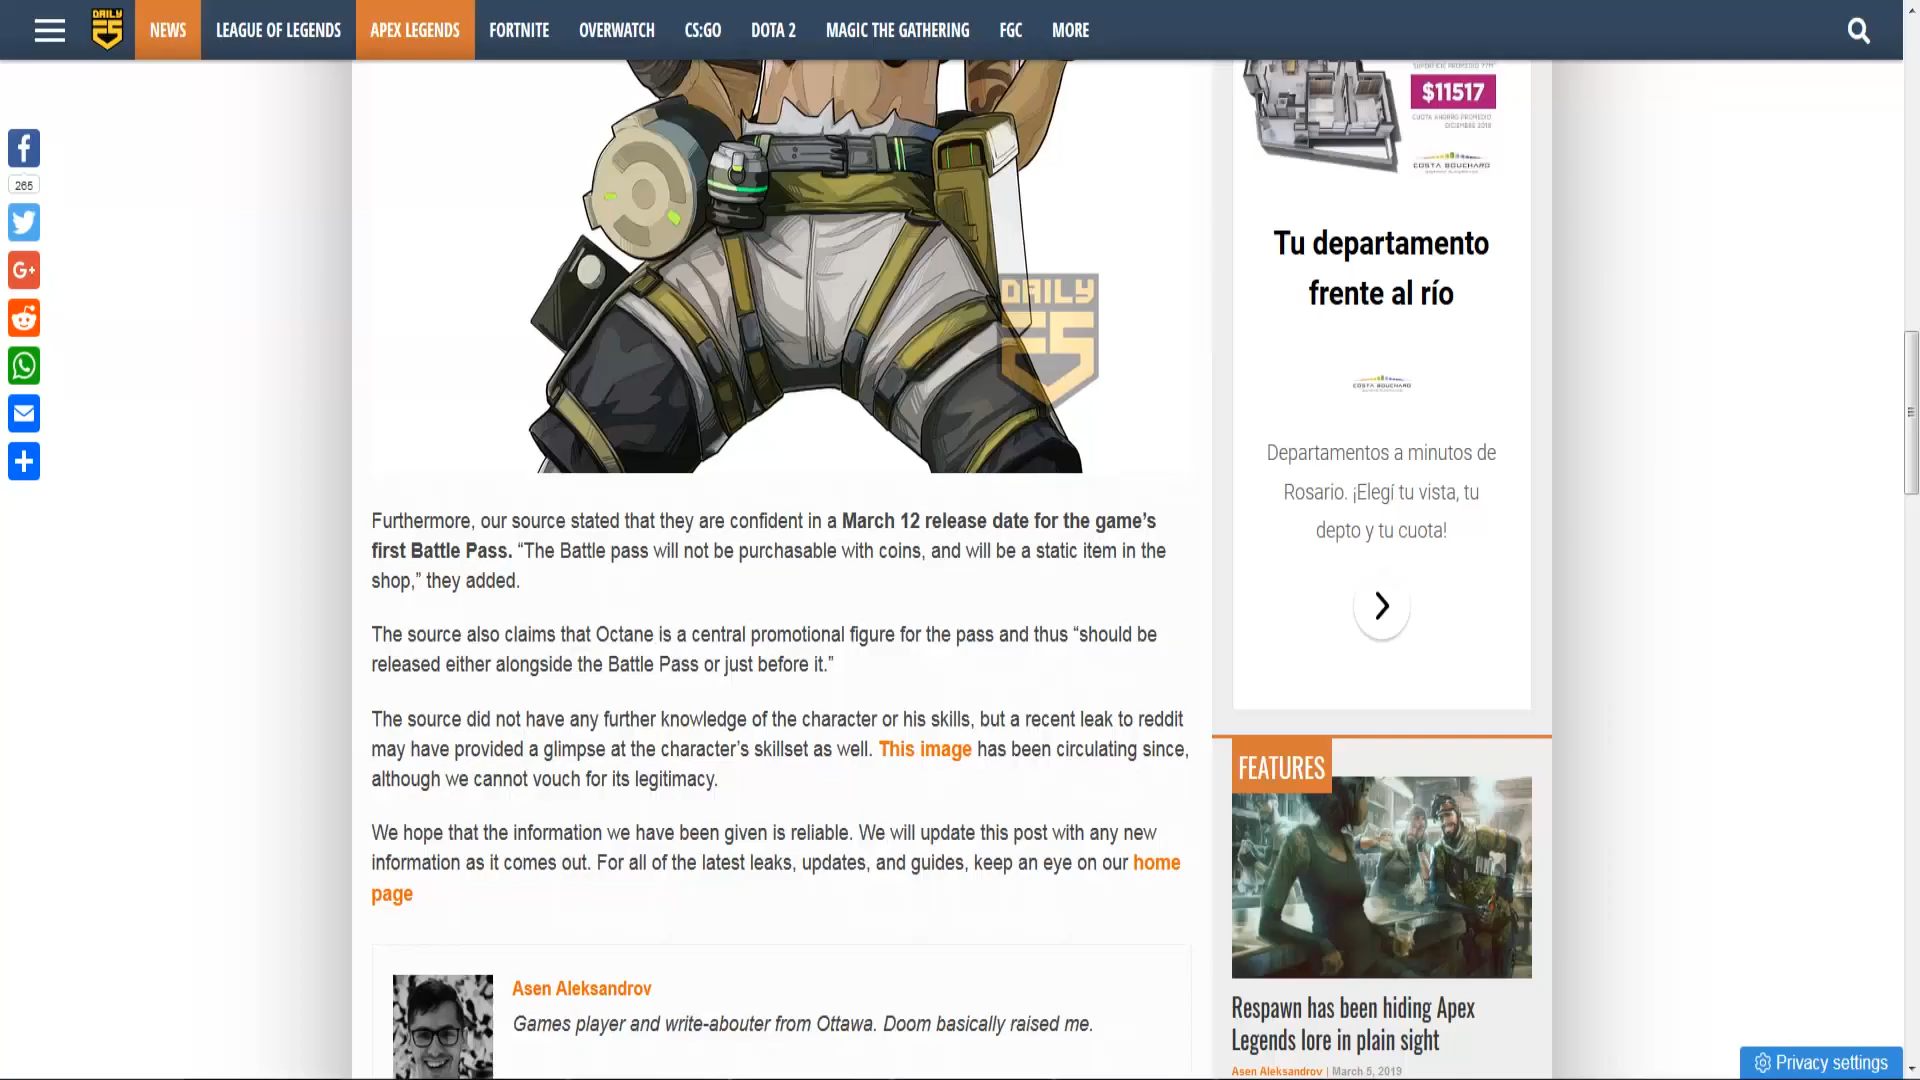 DAILY
NEWS
LEAGUE OF LEGENDS
APEX LEGENDS
FORTNITE
OVERWATCH
CS:GO
DOTA 2
MAGIC THE GATHERING
FGC
MORE
265
G+
DAILY
Furthermore, our source stated that they are confident in a March 12 release date for the game’s
first Battle Pass. “The Battle pass will not be purchasable with coins, and will be a static item in the
shop,” they added.
The source also claims that Octane is a central promotional figure for the pass and thus “should be
released either alongside the Battle Pass or just before it.”
The source did not have any further knowledge of the character or his skills, but a recent leak to reddit
may have provided a glimpse at the character’s skillset as well. This image has been circulating since,
although we cannot vouch for its legitimacy.
We hope that the information we have been given is reliable. We will update this post with any new
information as it comes out. For all of the latest leaks, updates, and guides, keep an eye on our home
page
Asen Aleksandrov
Games player and write-abouter from Ottawa. Doom basically raised me.
$11517
CUOTA AHORRO PROMEDIO
DICIEMBRE 2018
COSTA BOUCHARD
Tu departamento
frente al río
COSTA BOUCHARD
Departamentos a minutos de
Rosario. ¡Elegí tu vista, tu
depto y tu cuota!
FEATURES
Respawn has been hiding Apex
Legends lore in plain sight
Asen Aleksandrov | March 5, 2019
Privacy settings